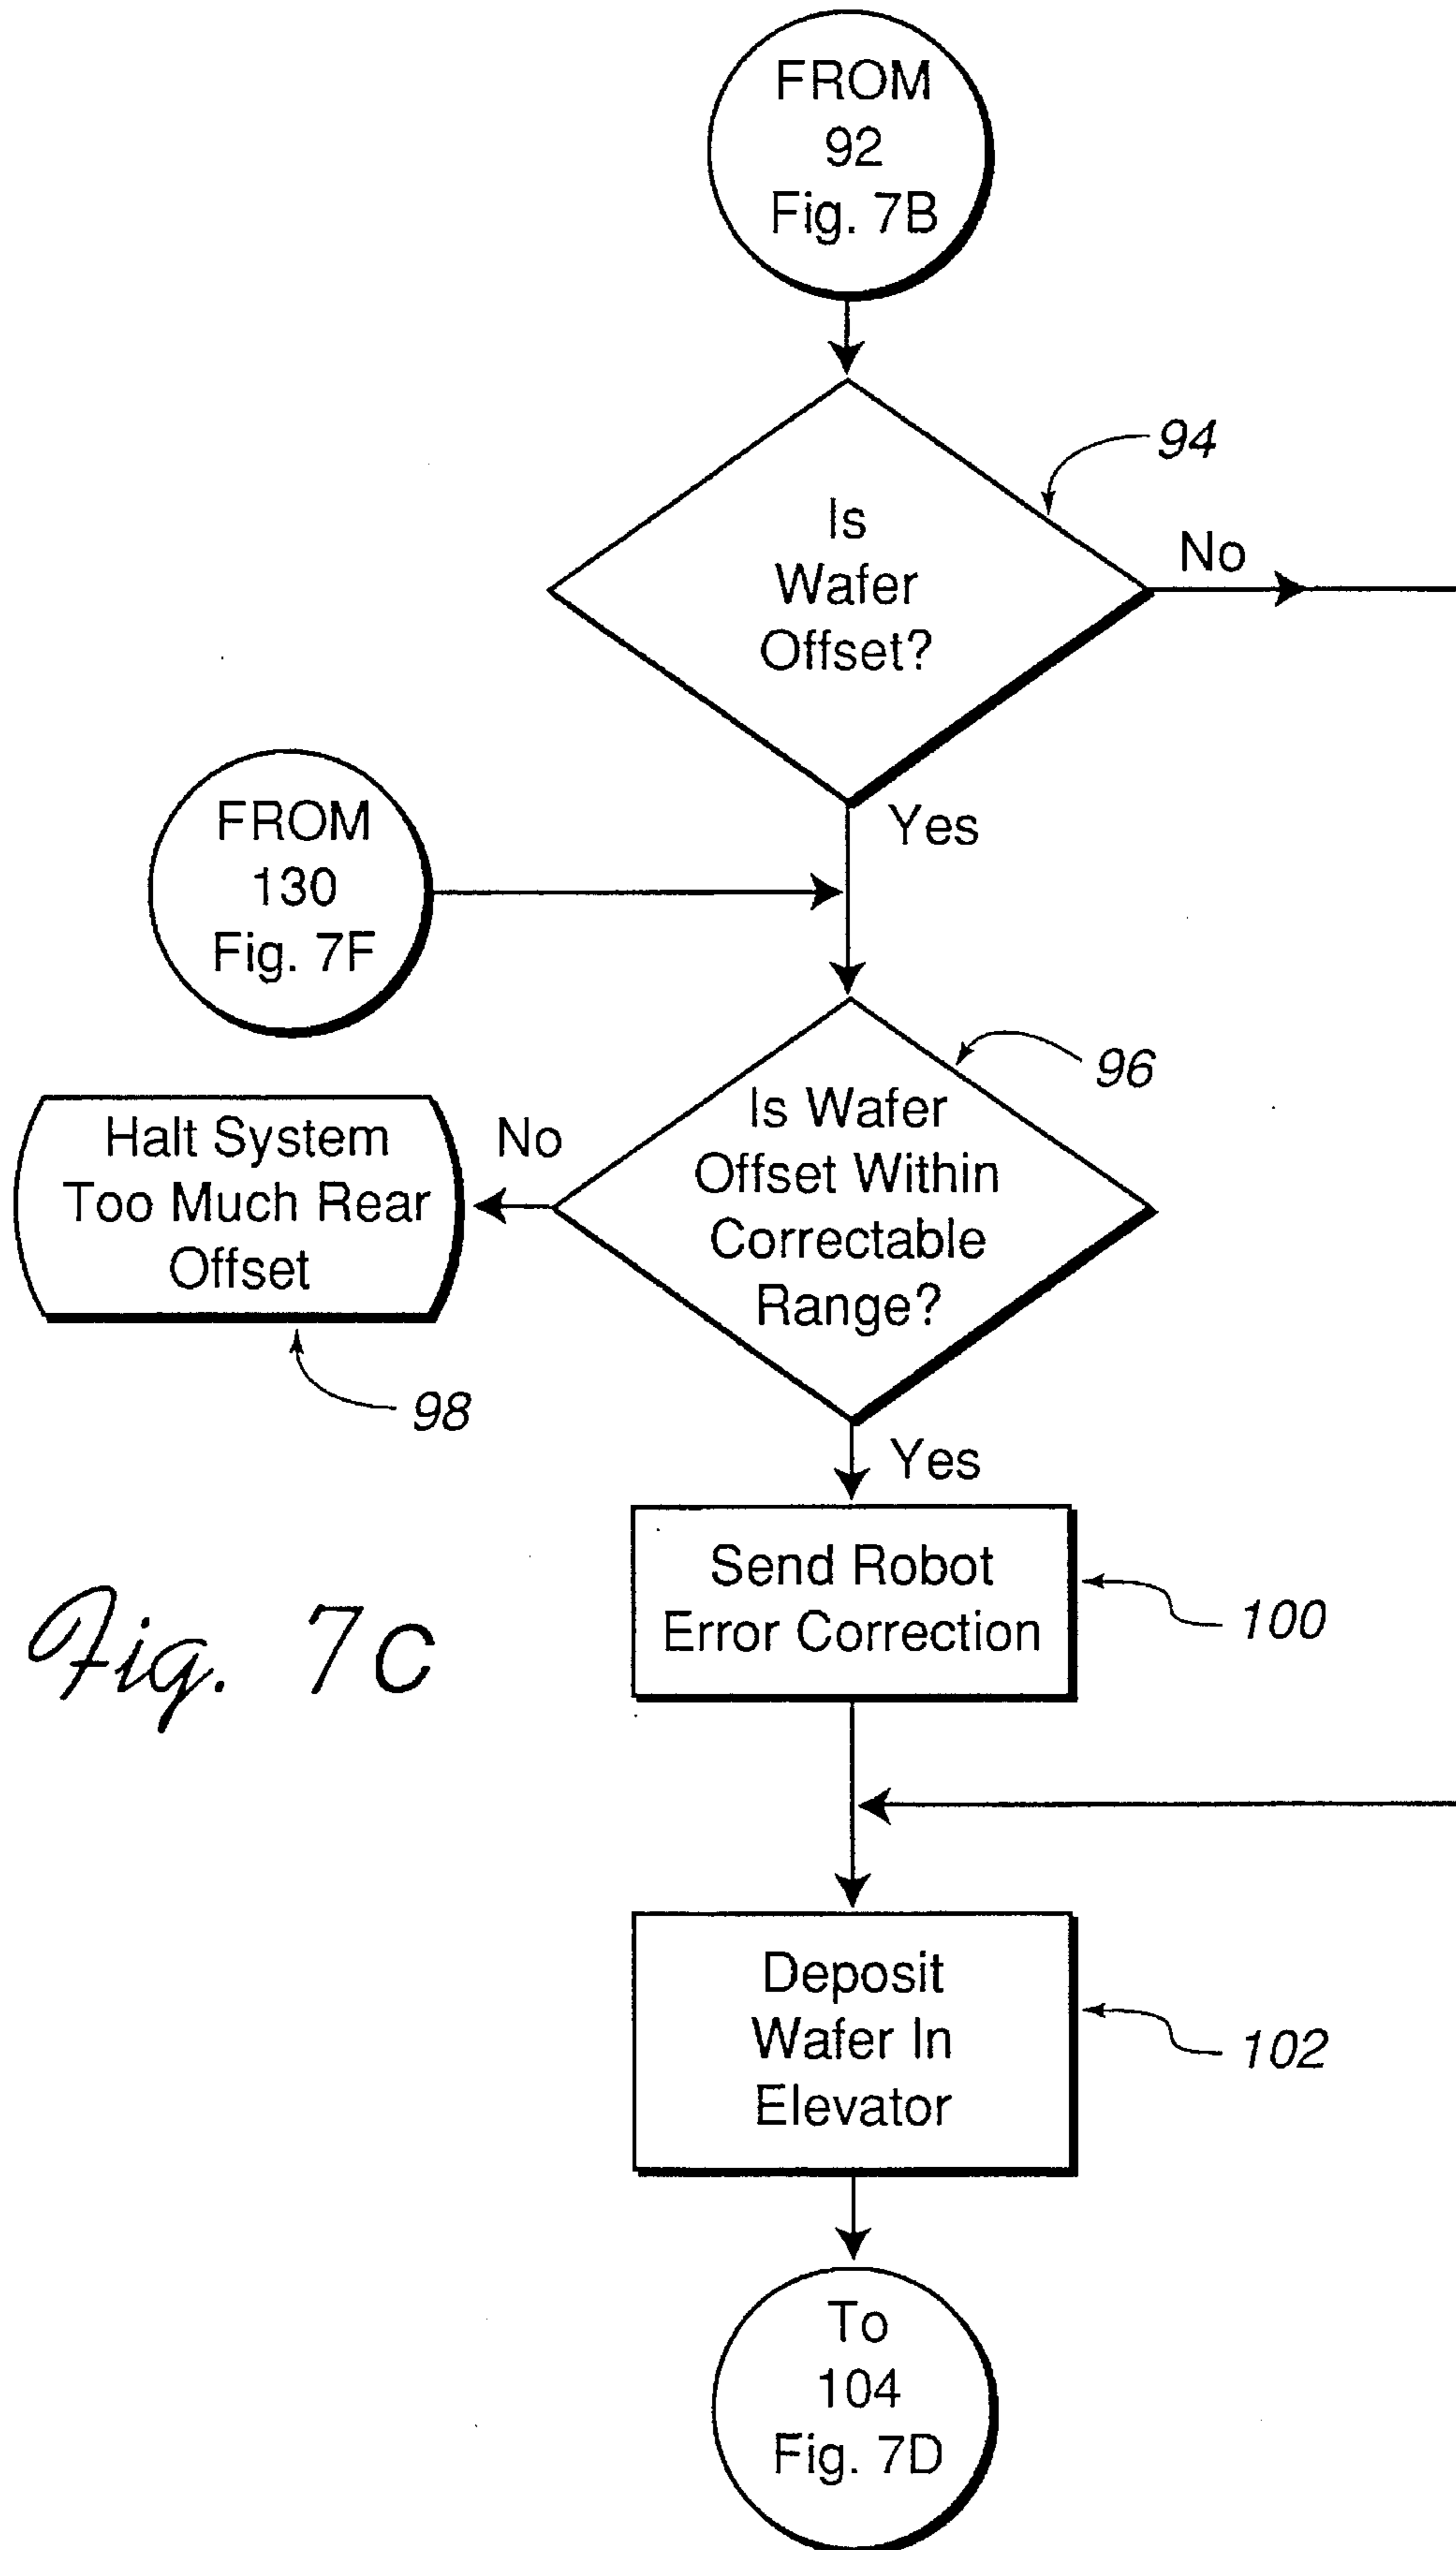 FROM
92
Fig. 7B
94
Is
Wafer
Offset?
No
Yes
FROM
130
Fig. 7F
96
Is Wafer
Offset Within
Correctable
Range?
No
Halt System
Too Much Rear
Offset
98
Yes
Send Robot
Error Correction
100
Fig. 7C
Deposit
Wafer In
Elevator
102
To
104
Fig. 7D